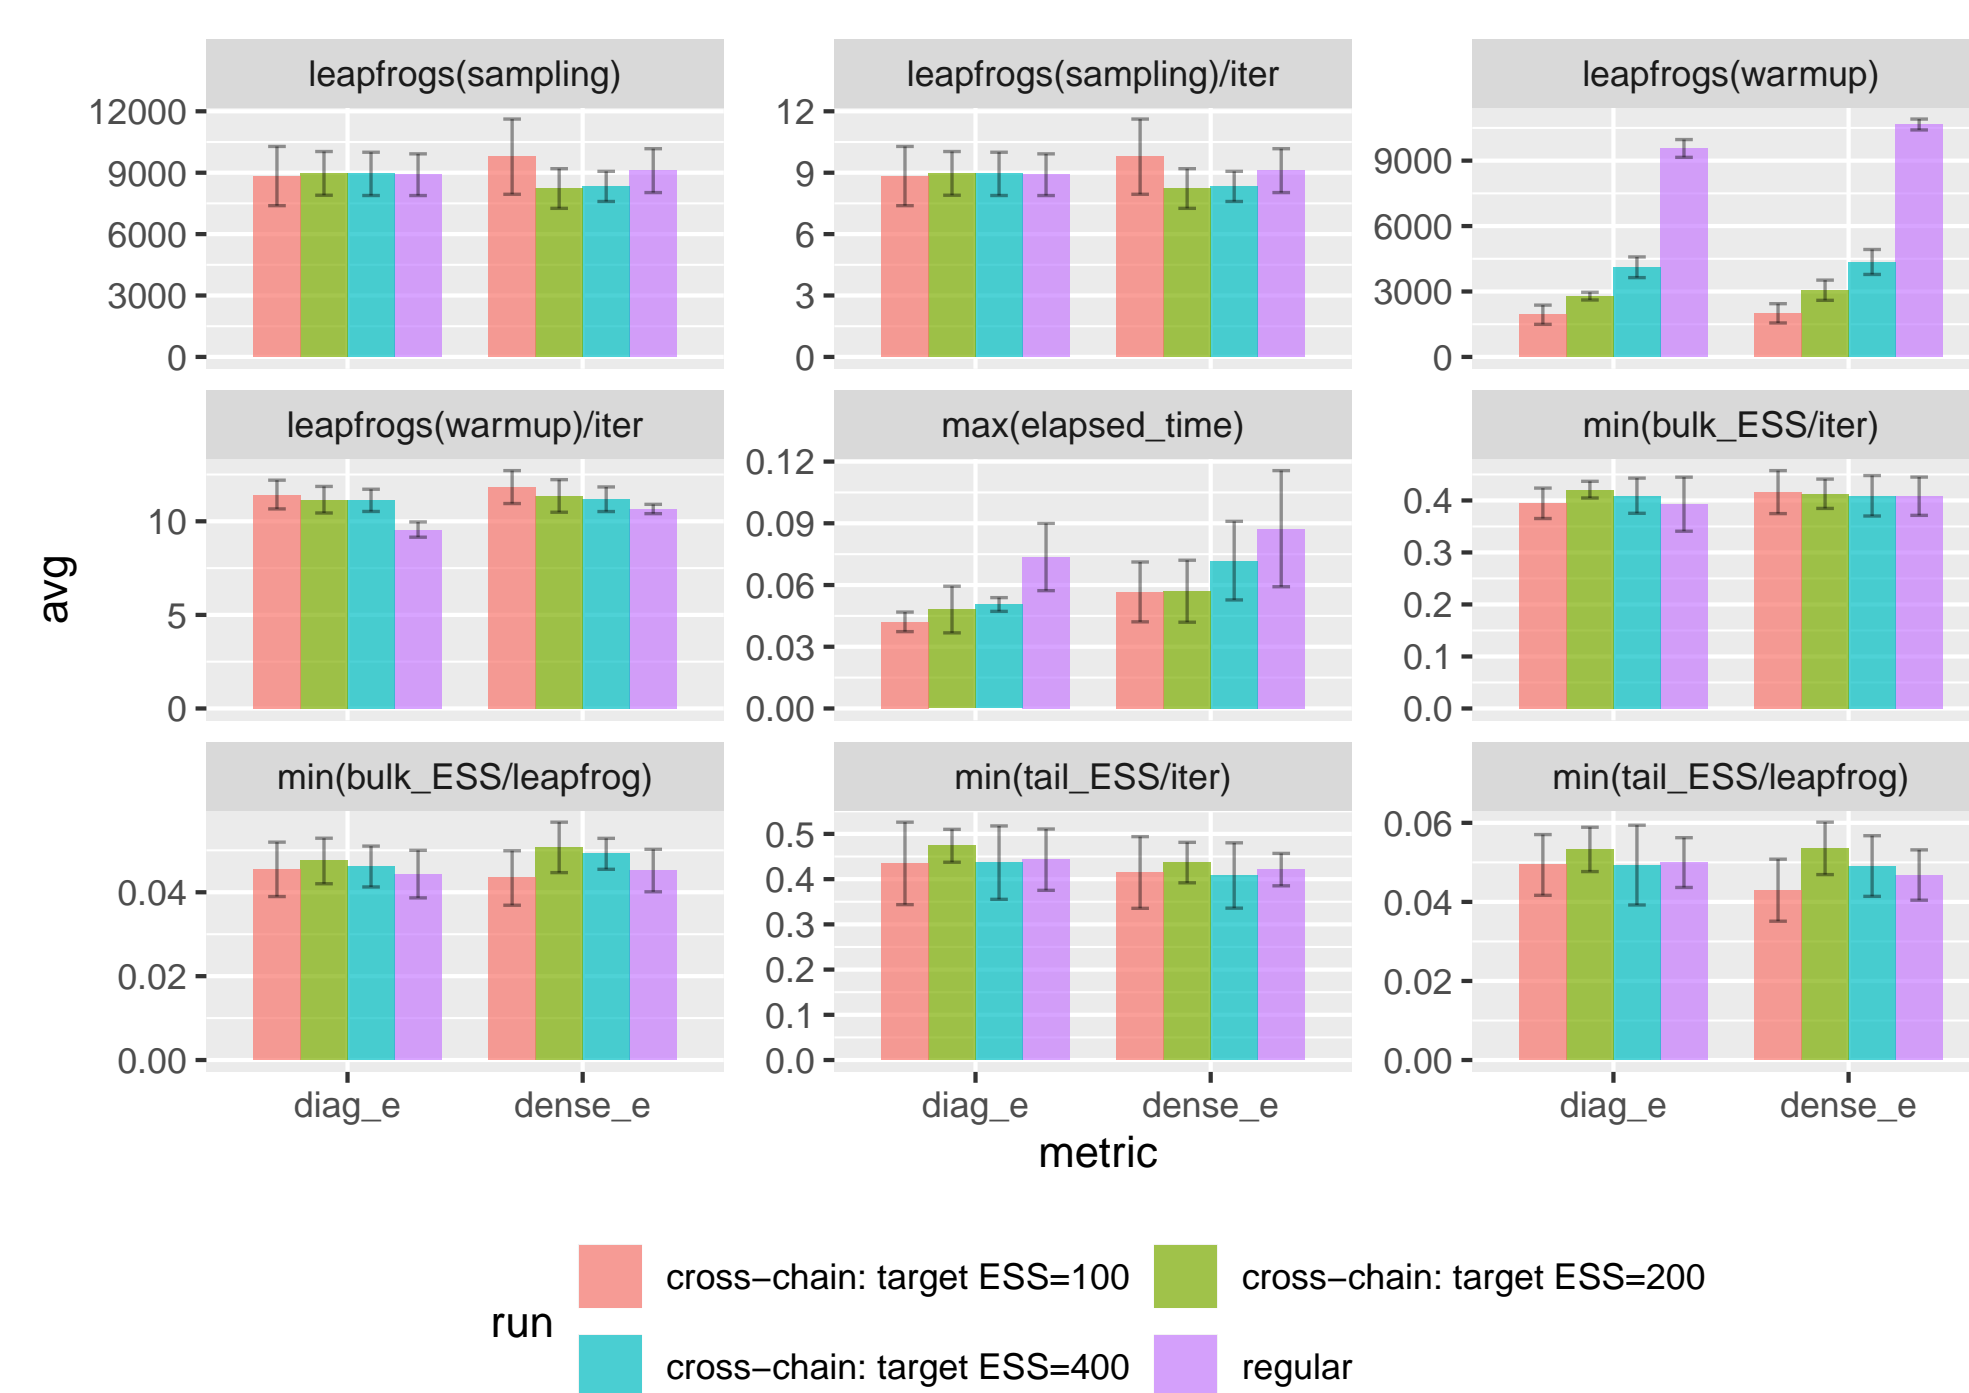 leapfrogs(sampling)
leapfrogs(sampling)/iter
leapfrogs(warmup)
12000
9000
6000
3000
0
12
9
6
3
0
9000
6000
3000
0
leapfrogs(warmup)/iter
max(elapsed_time)
min(bulk_ESS/iter)
10
5
0
0.12
0.09
0.06
0.03
0.00
0.4
0.3
0.2
0.1
0.0
min(bulk_ESS/leapfrog)
min(tail_ESS/iter)
min(tail_ESS/leapfrog)
0.04
0.02
0.00
0.5
0.4
0.3
0.2
0.1
0.0
0.06
0.04
0.02
0.00
diag_e dense_e
diag_e dense_e
diag_e dense_e
avg
metric
run
cross−chain: target ESS=100
cross−chain: target ESS=200
cross−chain: target ESS=400
regular